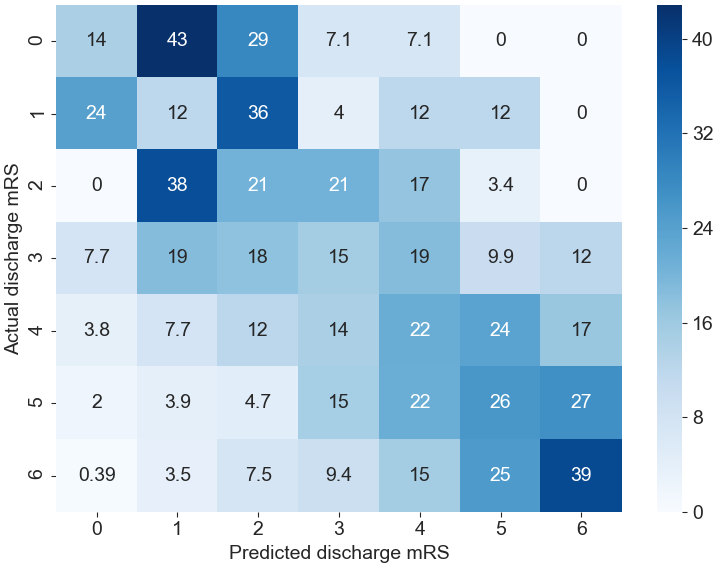 Actual discharge mRS
0 14 43 29 7.1 7.1 0 0
1 24 12 36 4 12 12 0
2 0 38 21 21 17 3.4 0
3 7.7 19 18 15 19 9.9 12
4 3.8 7.7 12 14 22 24 17
5 2 3.9 4.7 15 22 26 27
6 0.39 3.5 7.5 9.4 15 25 39
0 1 2 3 4 5 6
Predicted discharge mRS
40
32
24
16
8
0